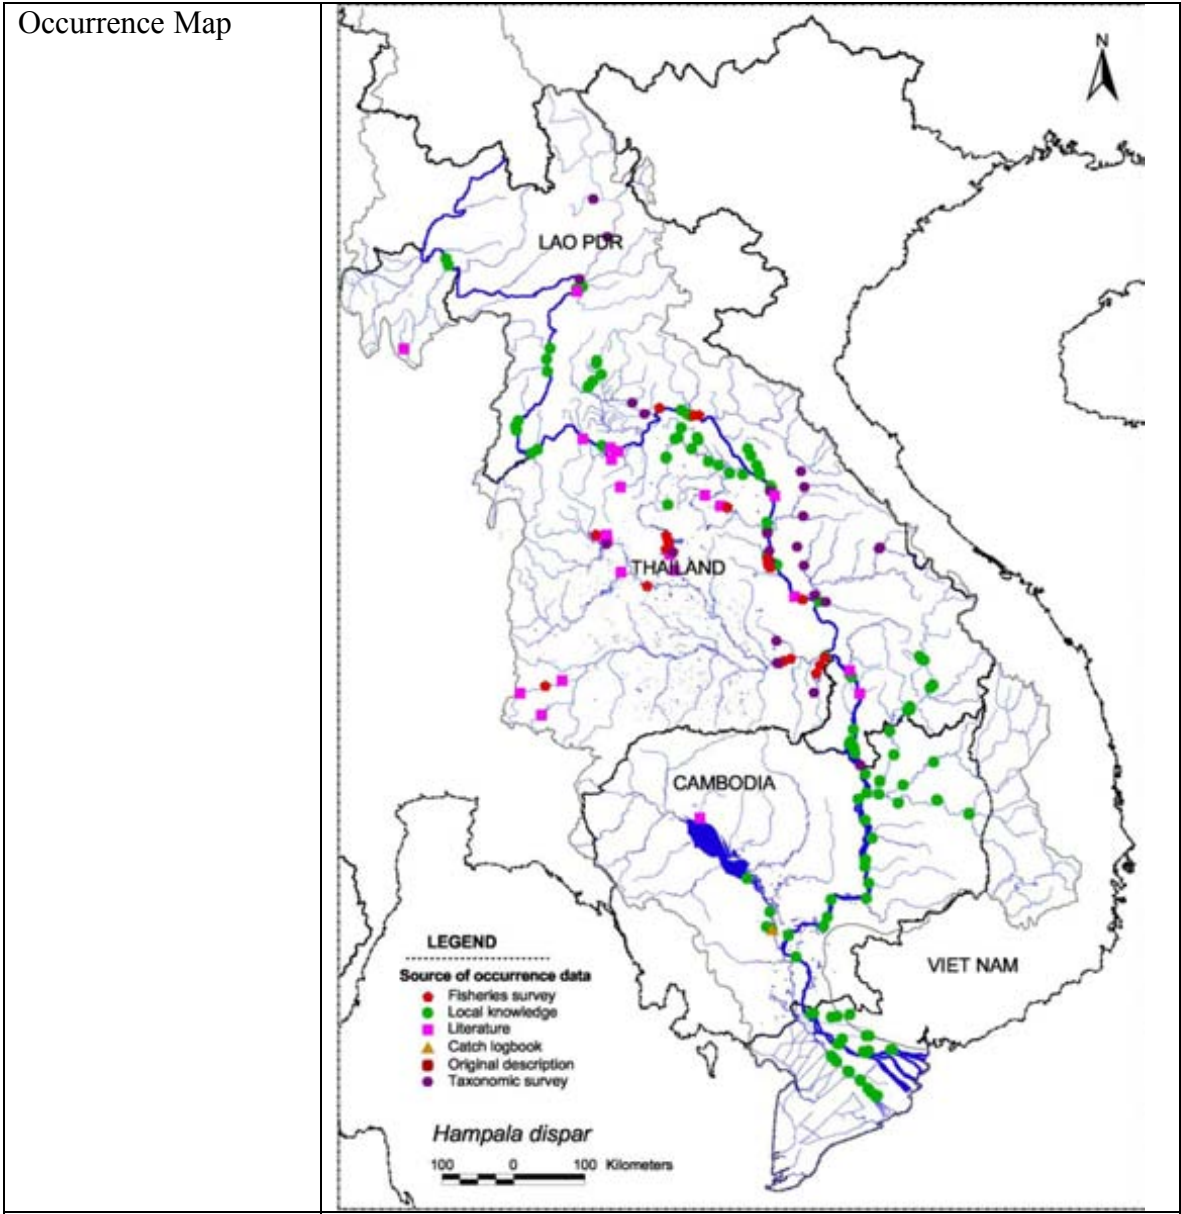 Occurrence Map
N
LAO PDR
THAILAND
CAMBODIA
VIET NAM
LEGEND
Source of occurrence data
Fisheries survey
Local knowledge
Literature
Catch logbook
Original description
Taxonomic survey
Hampala dispar
100 0 100 Kilometers